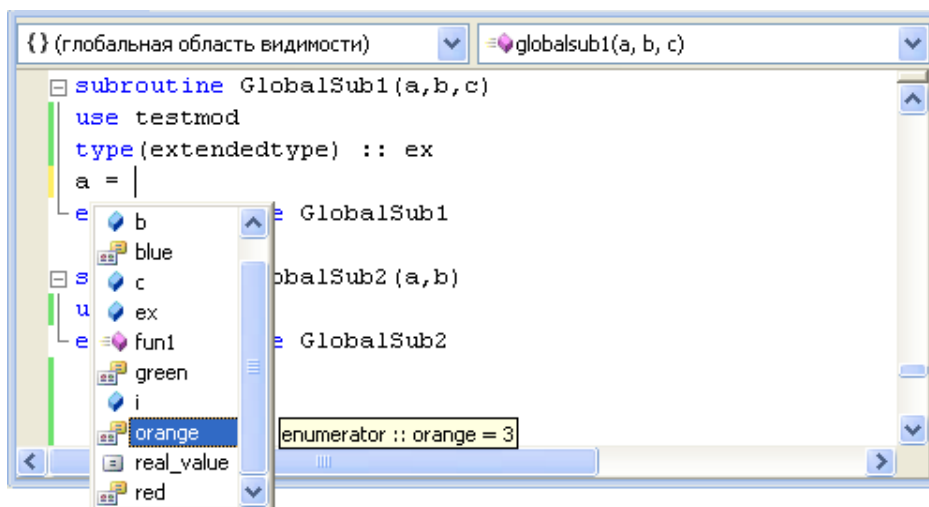 {} (глобальная область видимости) globalsub1(a, b, c)
subroutine GlobalSub1(a,b,c)
use testmod
type(extendedtype) :: ex
a =
e GlobalSub1
b
blue
s obalSub2(a,b)
c
u
ex
e GlobalSub2
fun1
green
i
orange enumerator :: orange = 3
real_value
red